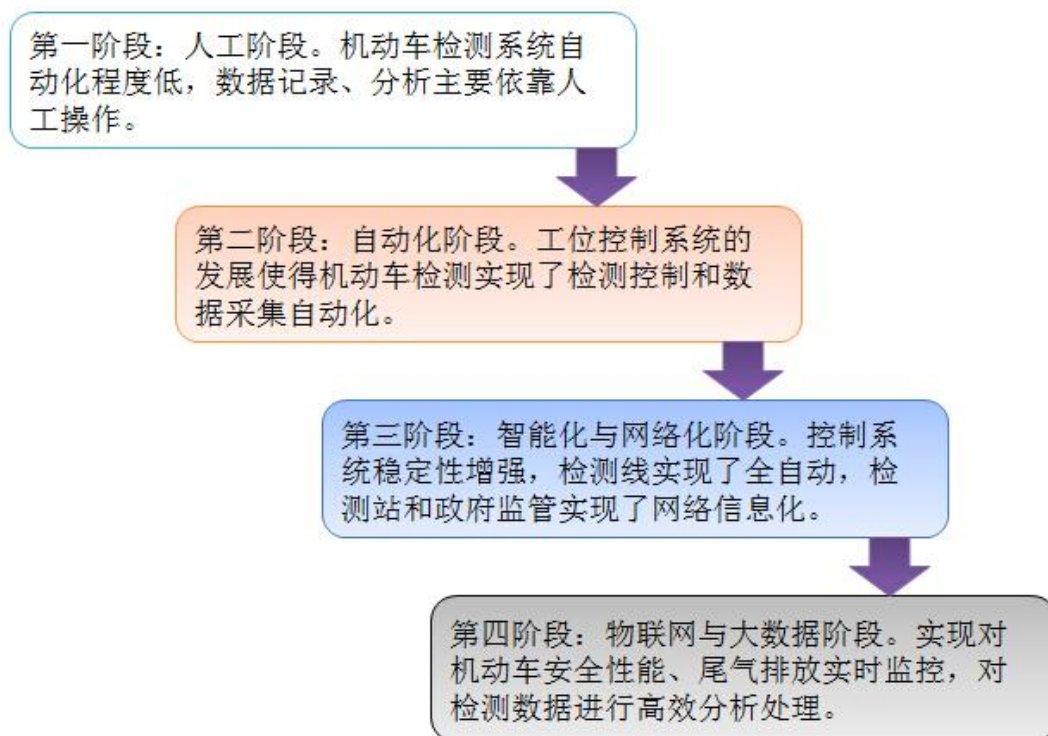 第一阶段：人工阶段。机动车检测系统自
动化程度低，数据记录、分析主要依靠人
工操作。
第二阶段：自动化阶段。工位控制系统的
发展使得机动车检测实现了检测控制和数
据采集自动化。
第三阶段：智能化与网络化阶段。控制系
统稳定性增强，检测线实现了全自动，检
测站和政府监管实现了网络信息化。
第四阶段：物联网与大数据阶段。实现对
机动车安全性能、尾气排放实时监控，对
检测数据进行高效分析处理。